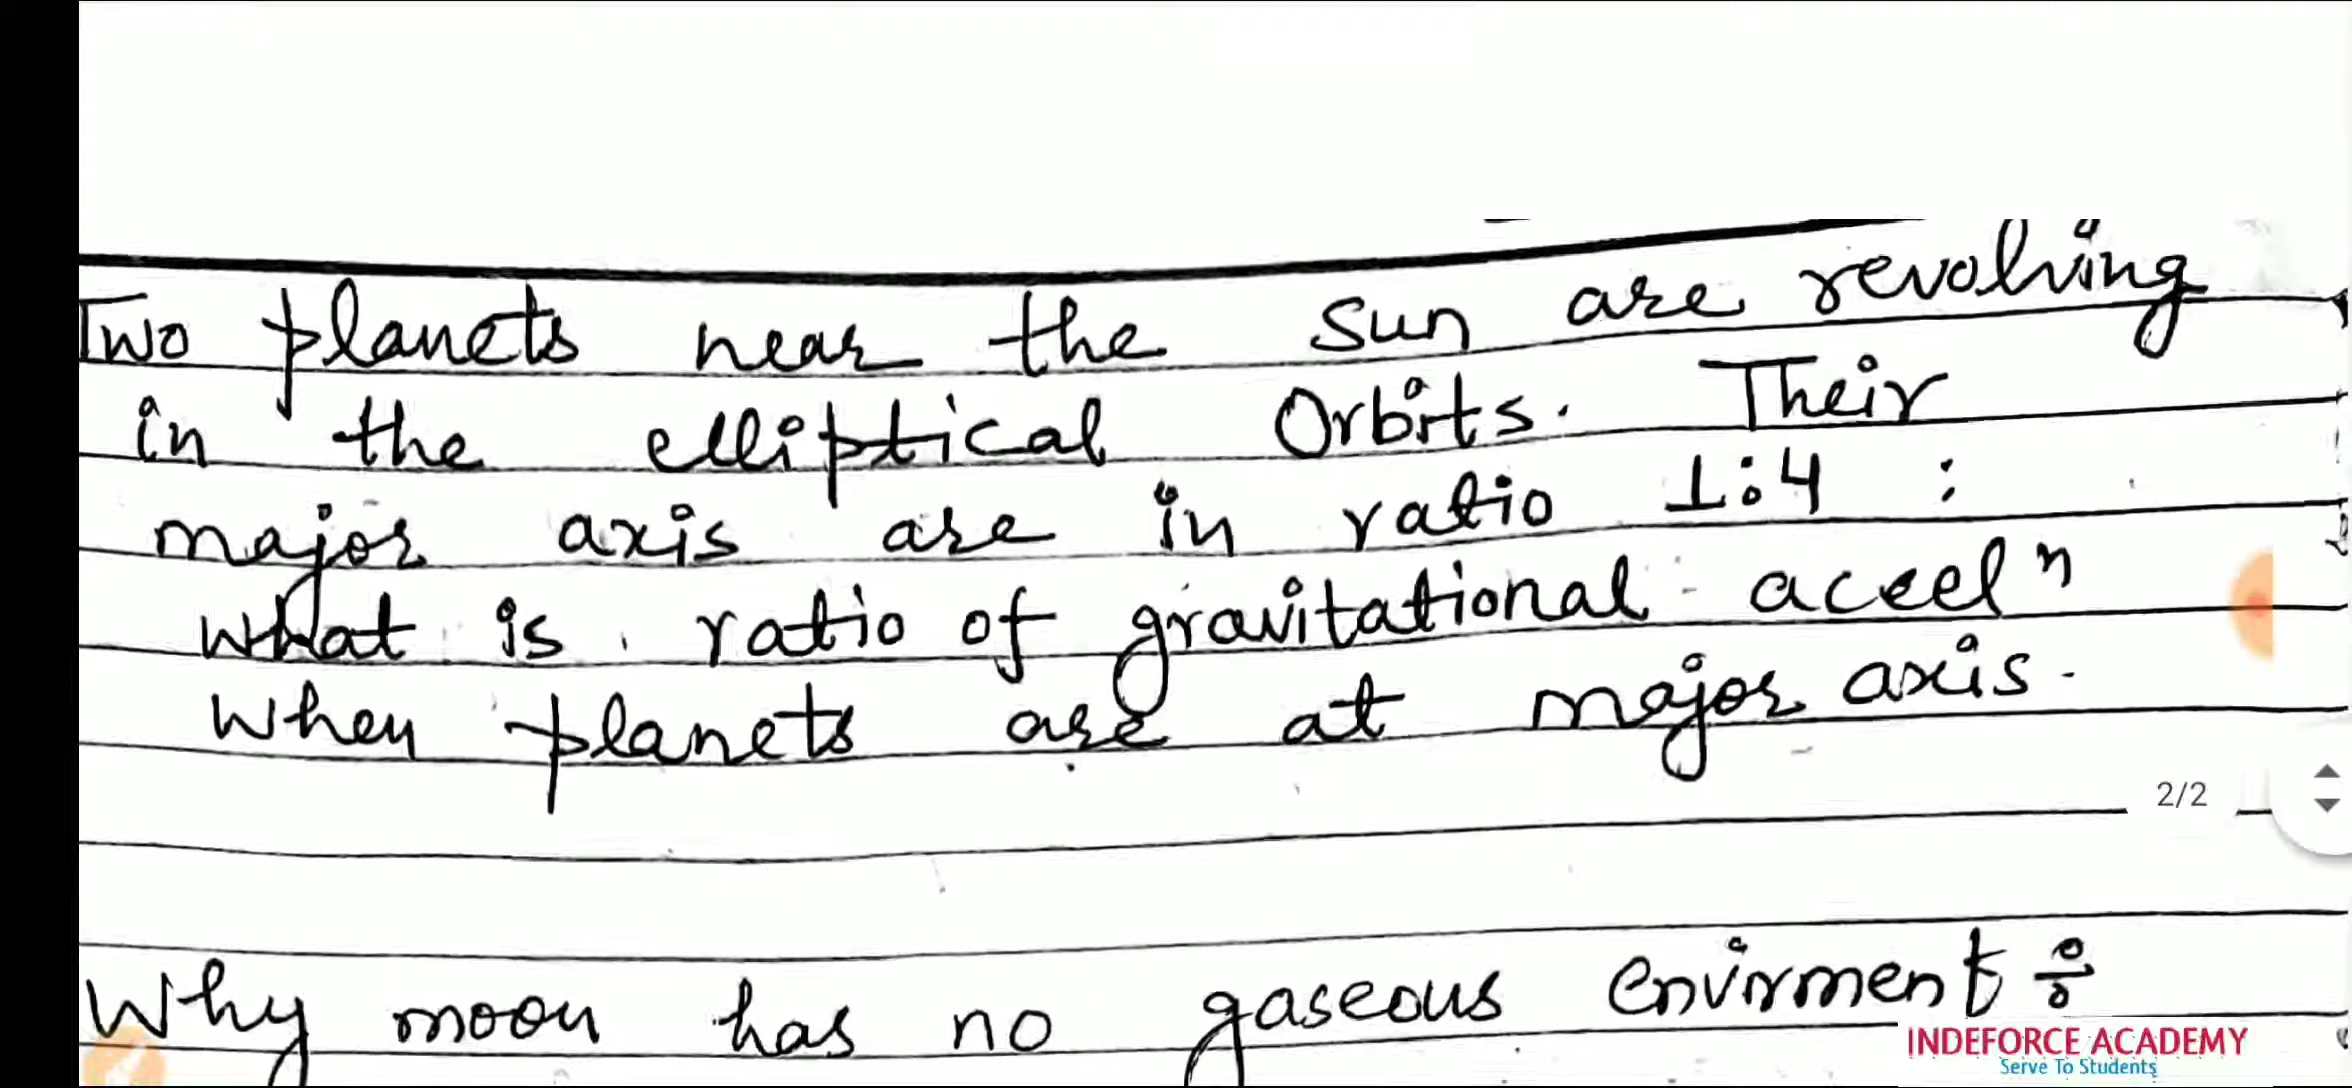 Two planets near the Sun are revolving
in the elliptical Orbits. Their
major axis are in ratio 1:4 :
What is ratio of gravitational accelⁿ
when planets are at major axis.
2/2
Why moon has no gaseous envirment :
INDEFORCE ACADEMY
Serve To Students